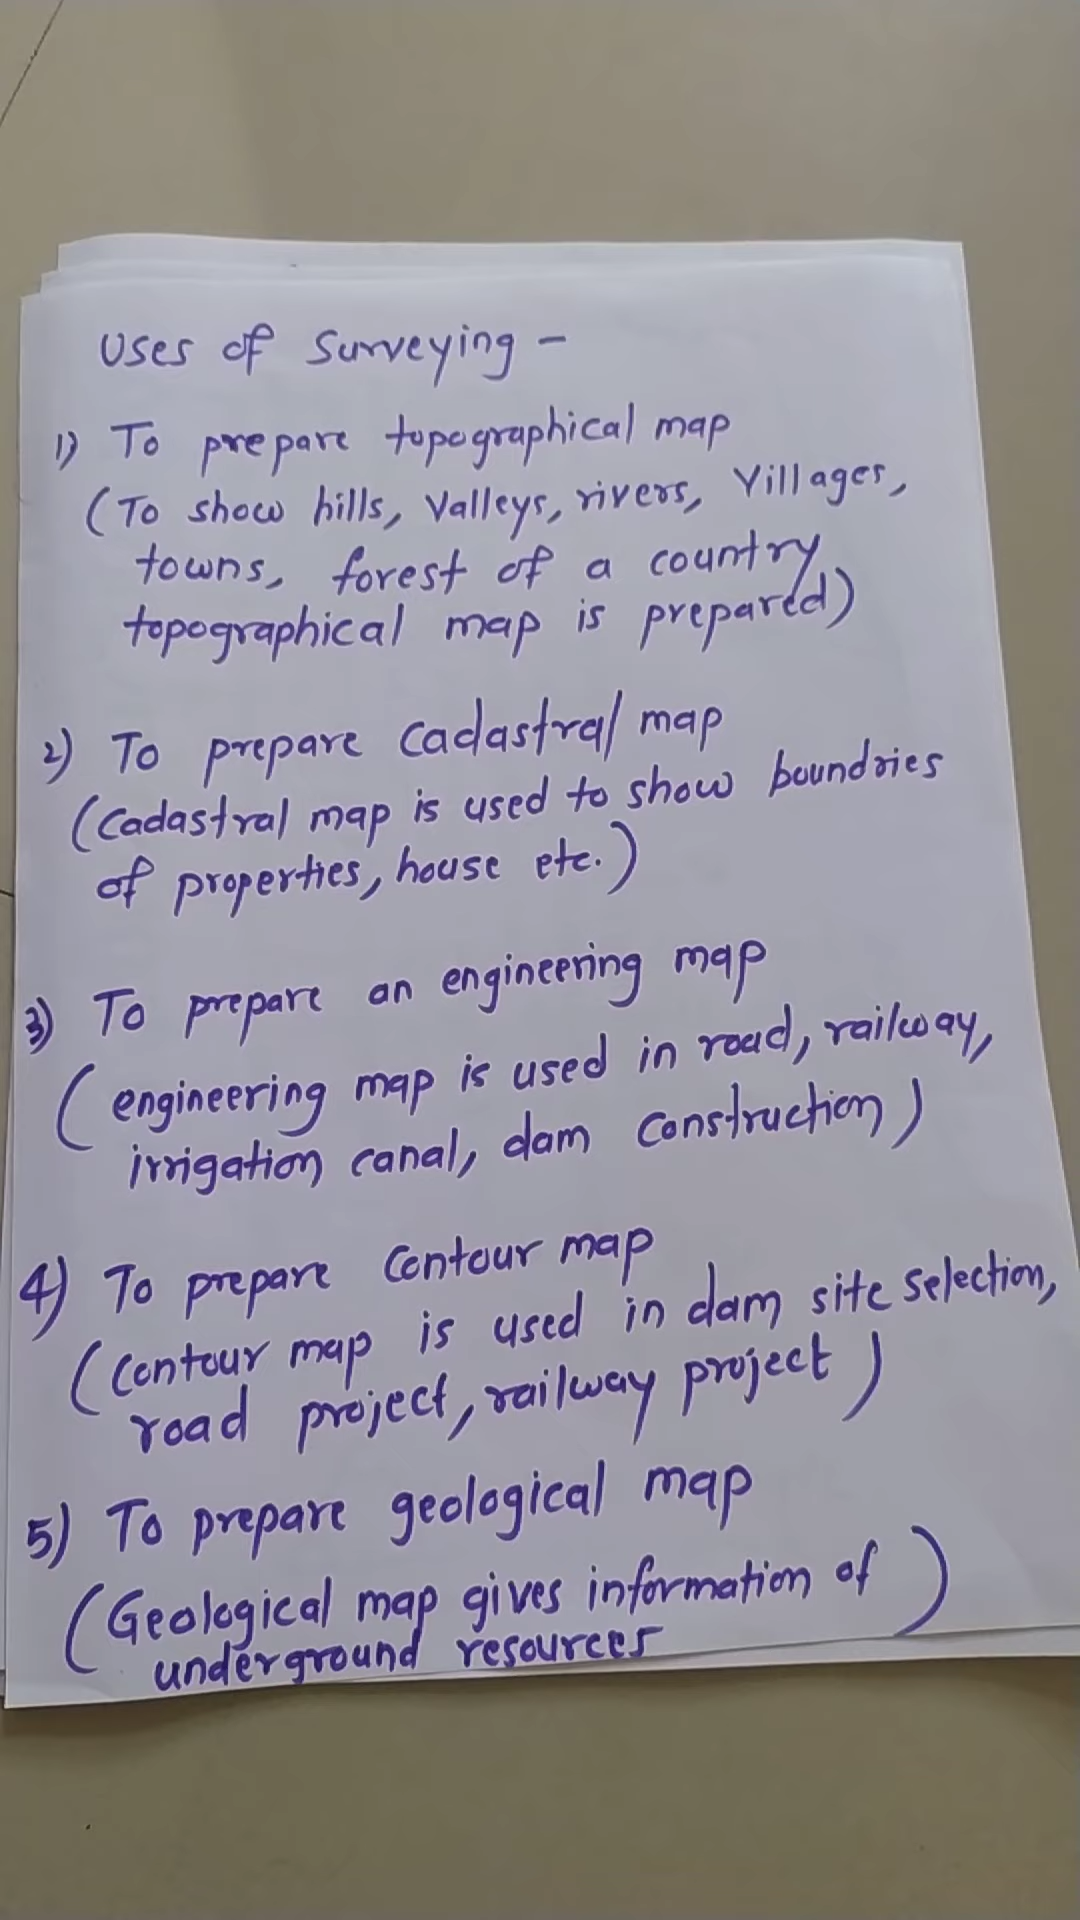 Uses of Surveying -
1) To prepare topographical map
(To show hills, Valleys, rivers, Villages,
towns, forest of a country
topographical map is prepared)
2) To prepare Cadastral map
(Cadastral map is used to show boundries
of properties, house etc.)
3) To prepare an engineering map
(engineering map is used in road, railway,
irrigation canal, dam construction)
4) To prepare Contour map
(Contour map is used in dam site selection,
road project, railway project)
5) To prepare geological map
(Geological map gives information of
underground resources)